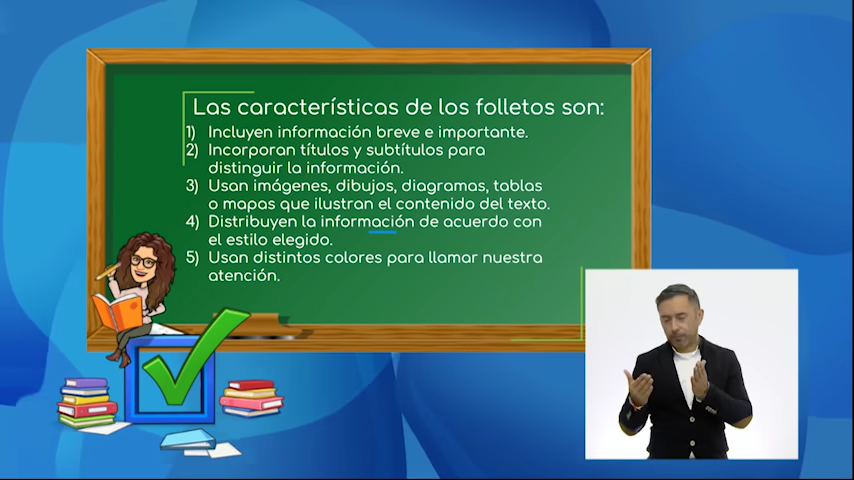 Las características de los folletos son:
1) Incluyen información breve e importante.
2) Incorporan títulos y subtítulos para
distinguir la información.
3) Usan imágenes, dibujos, diagramas, tablas
o mapas que ilustran el contenido del texto.
4) Distribuyen la información de acuerdo con
el estilo elegido.
5) Usan distintos colores para llamar nuestra
atención.